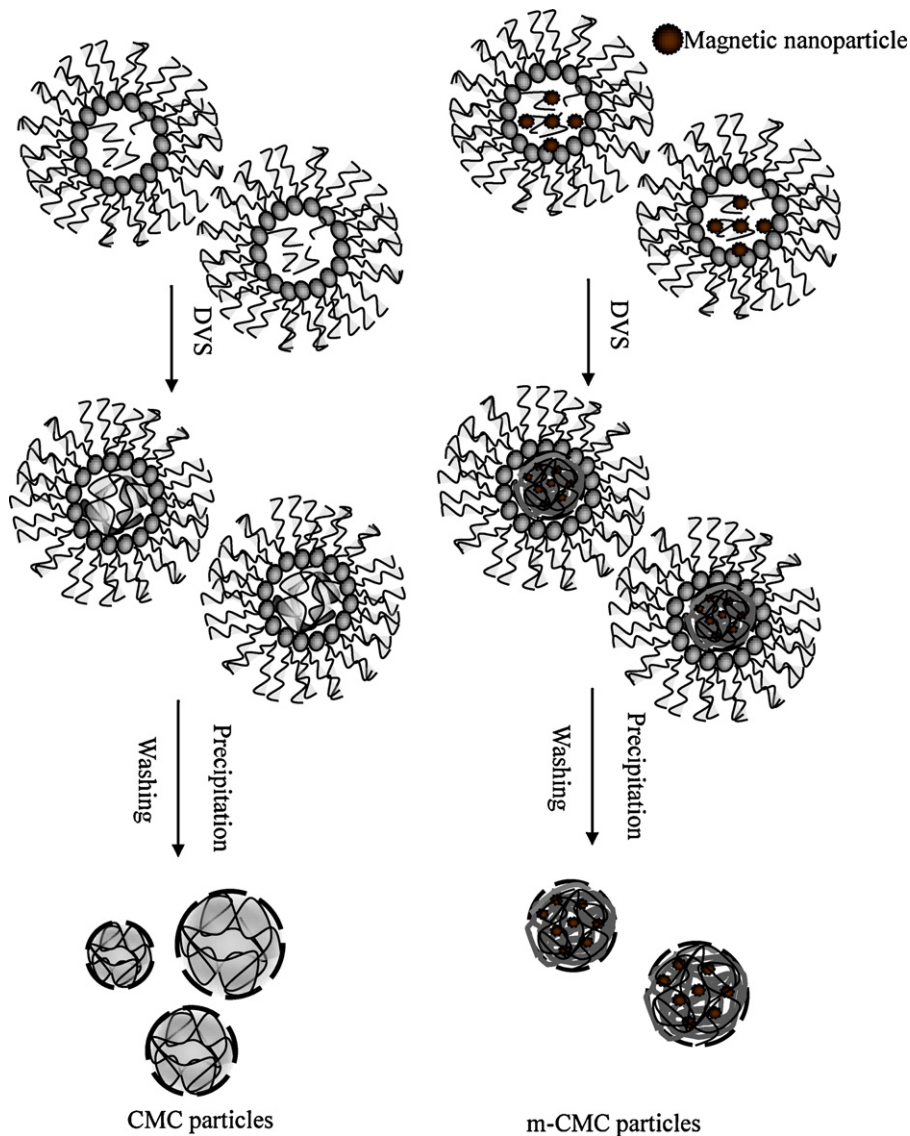 Magnetic nanoparticle
DVS
DVS
Precipitation
Washing
Precipitation
Washing
CMC particles
m-CMC particles